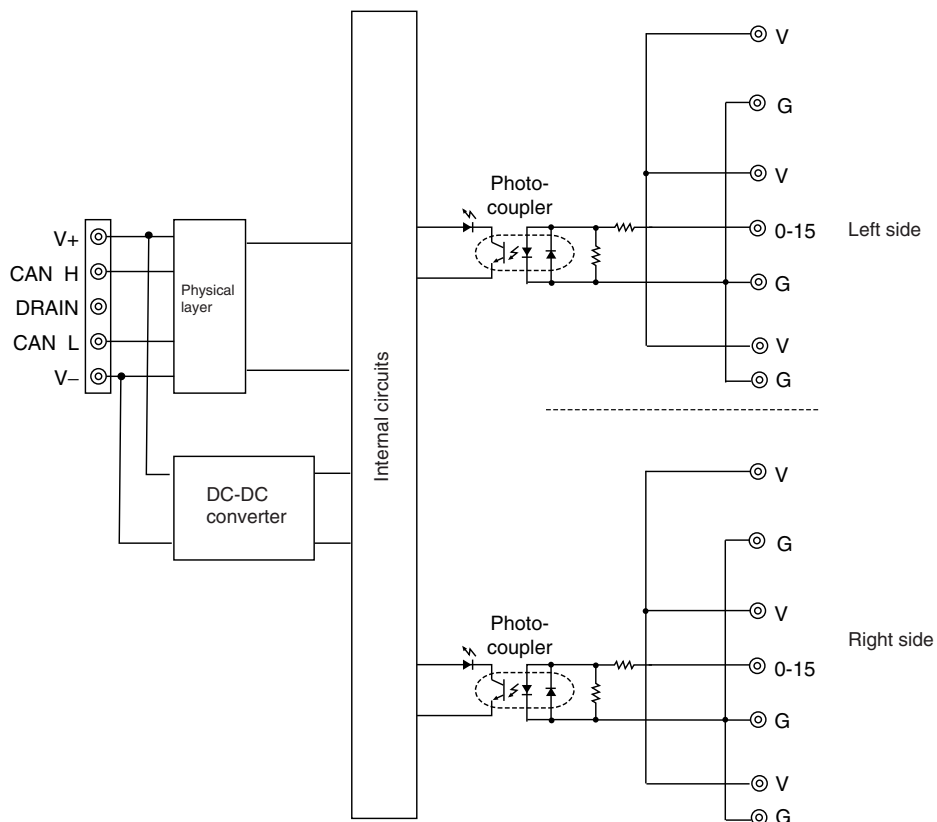 V+
CAN H
DRAIN
CAN L
V–
Physical
layer
DC-DC
converter
Internal circuits
Photo-
coupler
V
G
V
0-15
G
V
G
Left side
Photo-
coupler
V
G
V
0-15
G
V
G
Right side